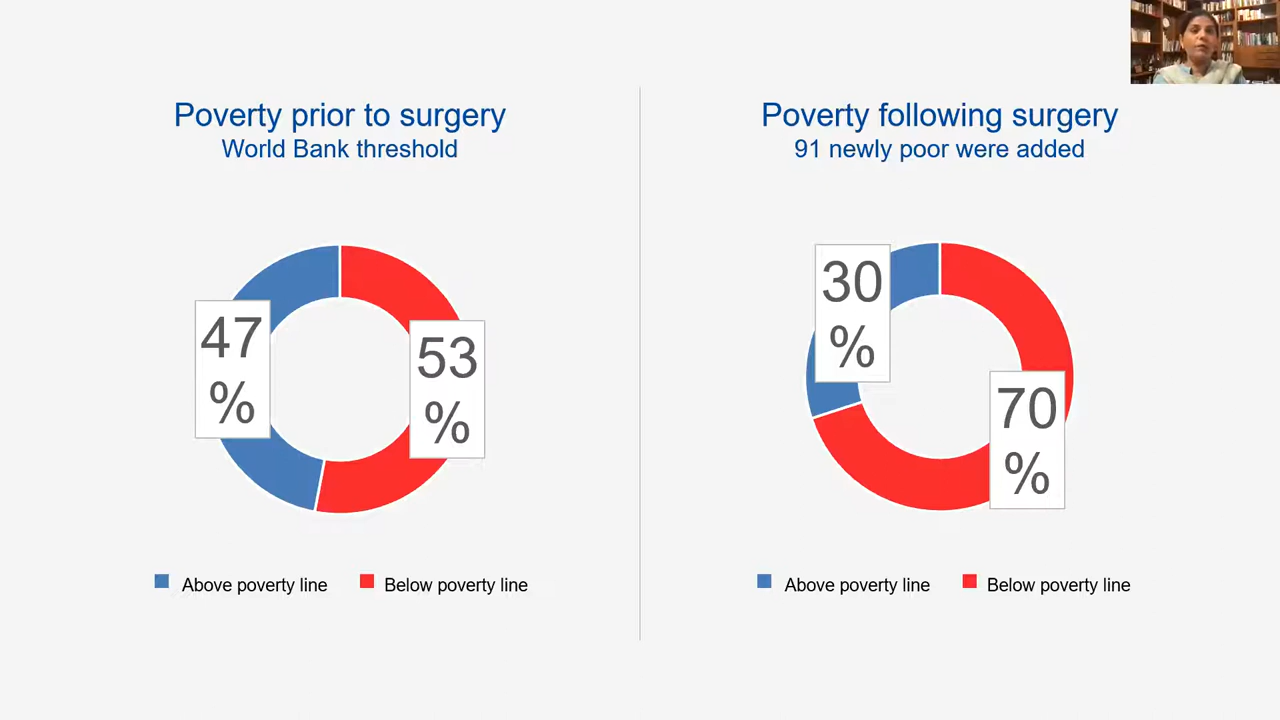 Poverty prior to surgery
World Bank threshold
47
%
53
%
Above poverty line
Below poverty line
Poverty following surgery
91 newly poor were added
30
%
70
%
Above poverty line
Below poverty line